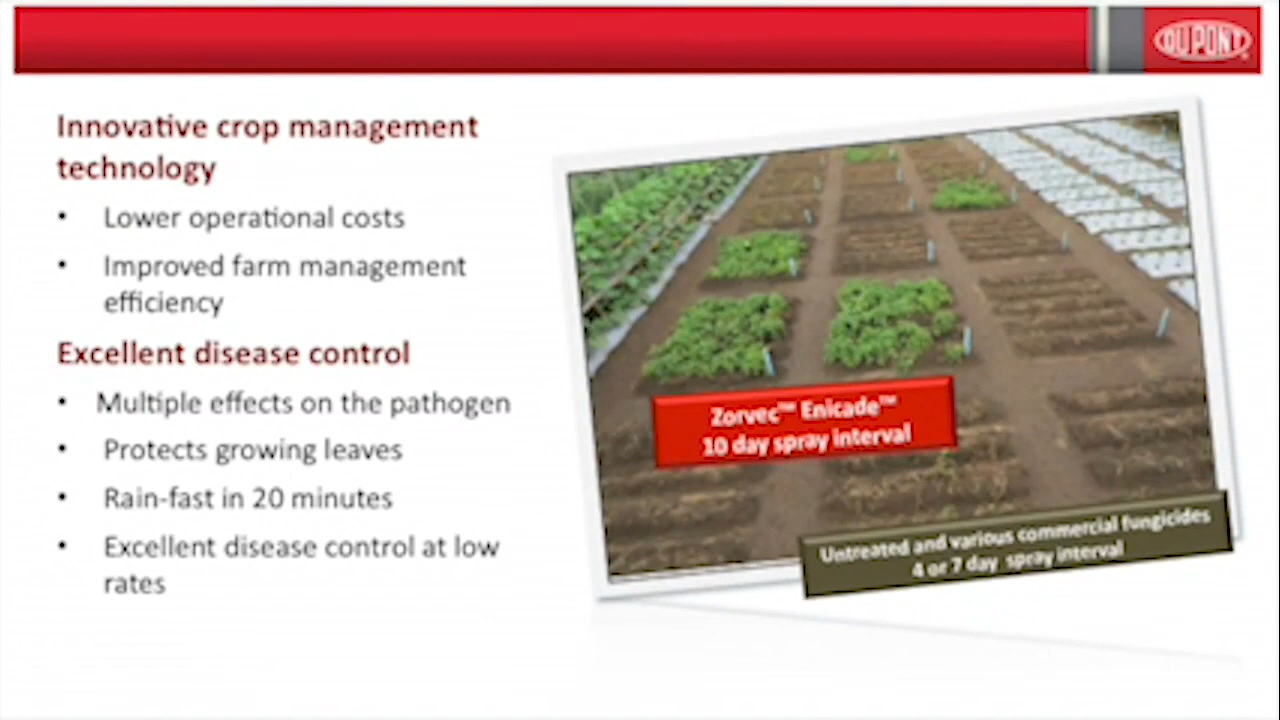 DUPONT
Innovative crop management
technology
• Lower operational costs
• Improved farm management
efficiency
Excellent disease control
• Multiple effects on the pathogen
• Protects growing leaves
• Rain-fast in 20 minutes
• Excellent disease control at low
rates
Zorvec™ Enicade™
10 day spray interval
Untreated and various commercial fungicides
4 or 7 day spray interval